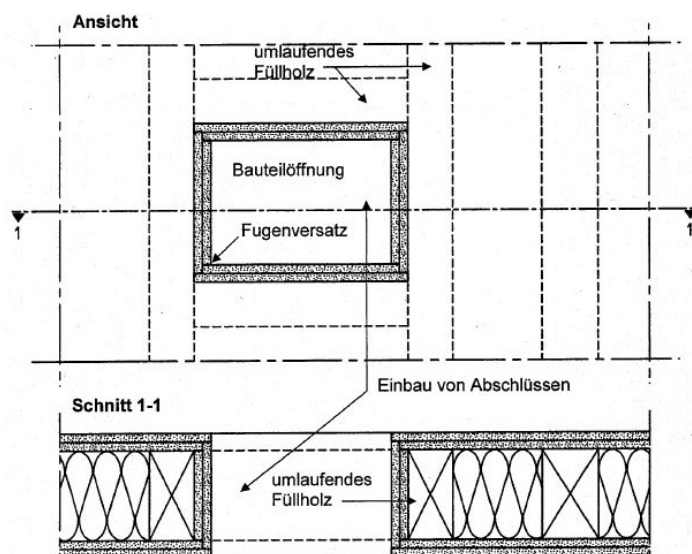 Ansicht
umlaufendes
Füllholz
Bauteilöffnung
1
1
Fugenversatz
Einbau von Abschlüssen
Schnitt 1-1
umlaufendes
Füllholz